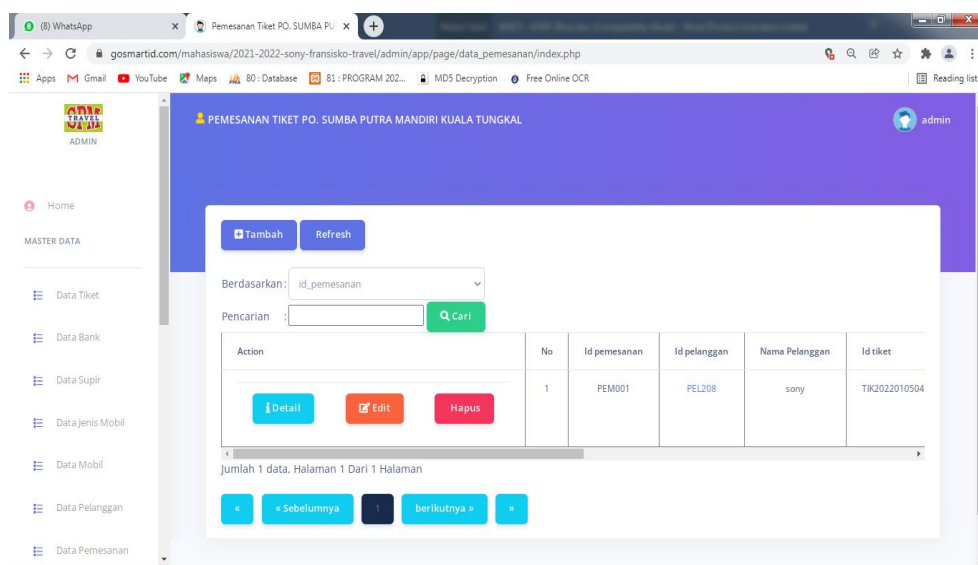 (8) WhatsApp
Pemesanan Tiket PO. SUMBA PU
gosmartid.com/mahasiswa/2021-2022-sony-fransisko-travel/admin/app/page/data_pemesanan/index.php
Apps Gmail YouTube Maps 80 : Database 81 : PROGRAM 202... MD5 Decryption Free Online OCR Reading list
TRAVEL
ADMIN
PEMESANAN TIKET PO. SUMBA PUTRA MANDIRI KUALA TUNGKAL
admin
Home
MASTER DATA
Data Tiket
Data Bank
Data Supir
Data Jenis Mobil
Data Mobil
Data Pelanggan
Data Pemesanan
Tambah Refresh
Berdasarkan : id_pemesanan
Pencarian : Cari
Action No Id pemesanan Id pelanggan Nama Pelanggan Id tiket
Detail Edit Hapus 1 PEM001 PEL208 sony TIK2022010504
Jumlah 1 data, Halaman 1 Dari 1 Halaman
« « Sebelumnya 1 berikutnya » »